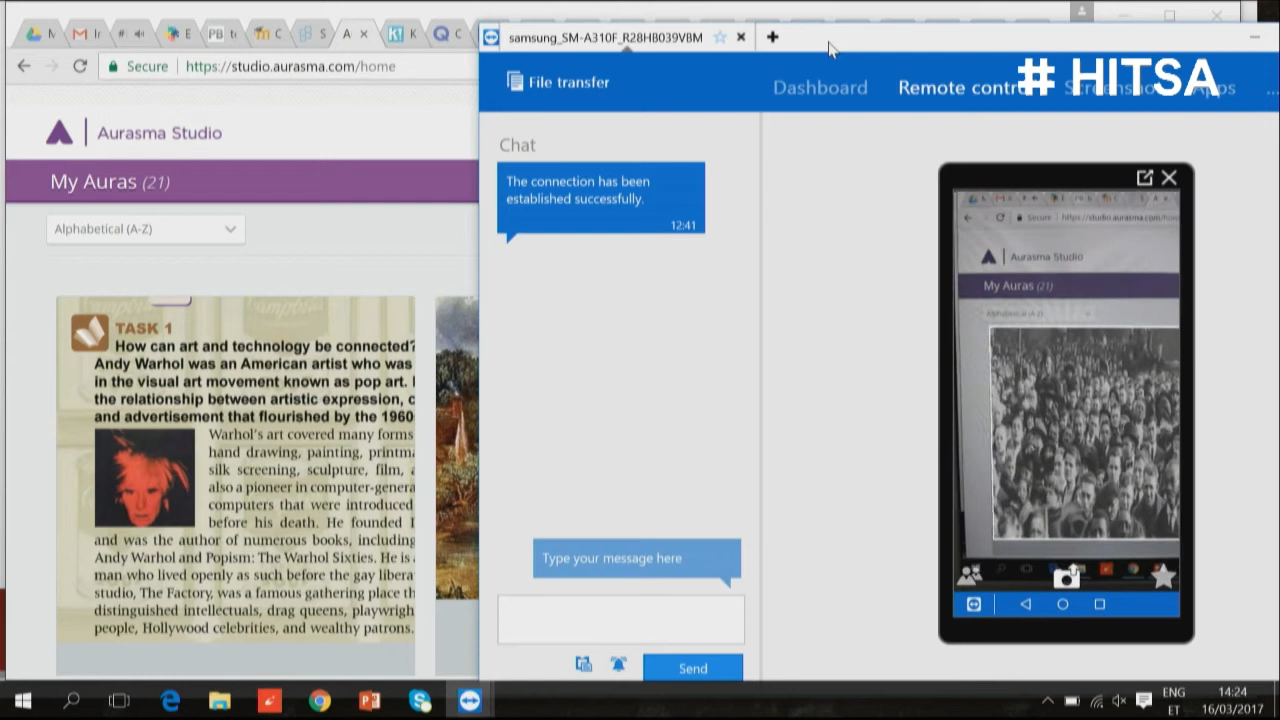 samsung_SM-A310F_R28HB039VBM
Secure https://studio.aurasma.com/home
File transfer
Dashboard
Remote contr
# HITSA
Apps
Aurasma Studio
My Auras (21)
Alphabetical (A-Z)
TASK 1
How can art and technology be connected?
Andy Warhol was an American artist who was
in the visual art movement known as pop art.
the relationship between artistic expression, c
and advertisement that flourished by the 1960
Warhol's art covered many forms
hand drawing, painting, printm
silk screening, sculpture, film, a
also a pioneer in computer-genera
computers that were introduced
before his death. He founded I
and was the author of numerous books, including
Andy Warhol and Popism: The Warhol Sixties. He is
man who lived openly as such before the gay libera
studio, The Factory, was a famous gathering place th
distinguished intellectuals, drag queens, playwrigh
people, Hollywood celebrities, and wealthy patrons.
Chat
The connection has been
established successfully.
12:41
Type your message here
Send
Secure https://studio.aurasma.com/hom
Aurasma Studio
My Auras (21)
Alphabetical (A-Z)
ENG
ET
14:24
16/03/2017